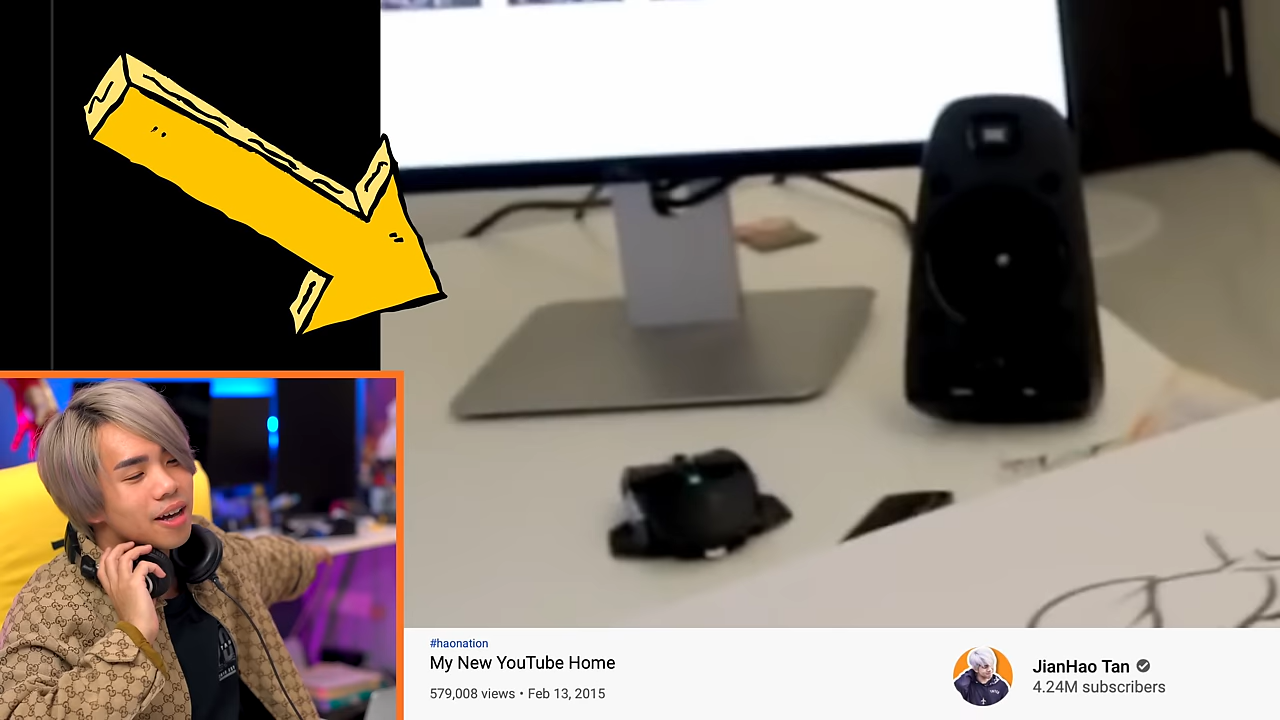 #haonation
My New YouTube Home
579,008 views • Feb 13, 2015
JianHao Tan
4.24M subscribers